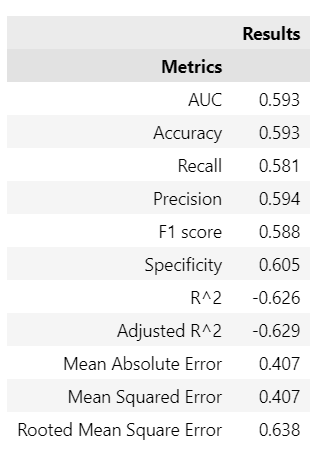 Results
Metrics
AUC 0.593
Accuracy 0.593
Recall 0.581
Precision 0.594
F1 score 0.588
Specificity 0.605
R^2 -0.626
Adjusted R^2 -0.629
Mean Absolute Error 0.407
Mean Squared Error 0.407
Rooted Mean Square Error 0.638